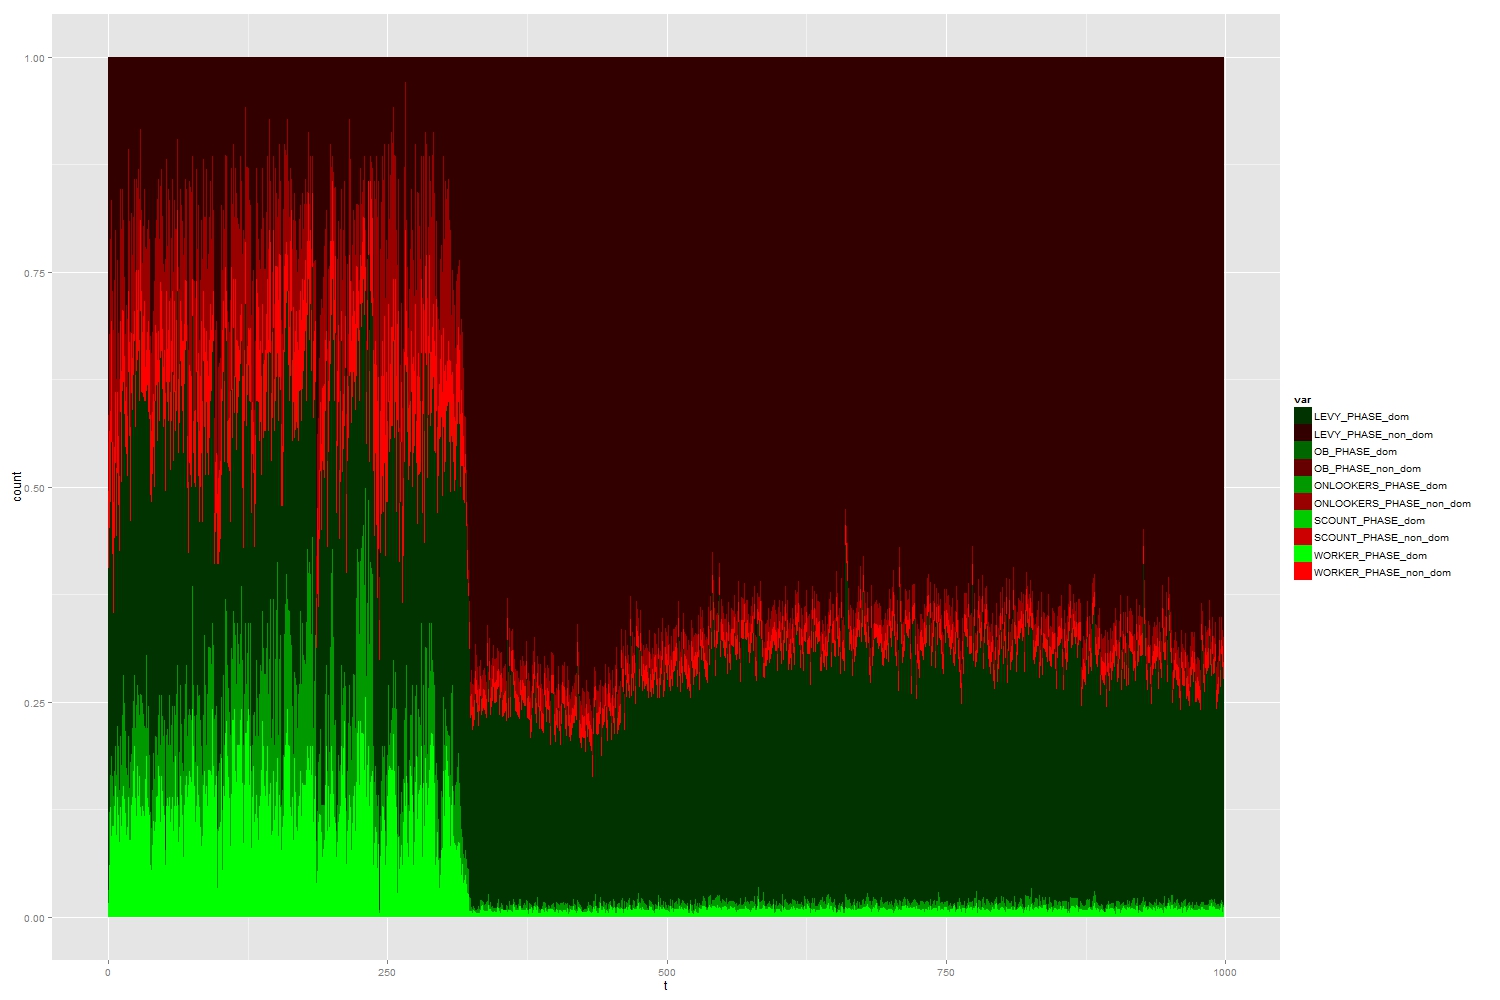 1.00
0.75
0.50
0.25
0.00
count
0
250
500
750
1000
t
var
LEVY_PHASE_dom
LEVY_PHASE_non_dom
OB_PHASE_dom
OB_PHASE_non_dom
ONLOOKERS_PHASE_dom
ONLOOKERS_PHASE_non_dom
SCOUNT_PHASE_dom
SCOUNT_PHASE_non_dom
WORKER_PHASE_dom
WORKER_PHASE_non_dom